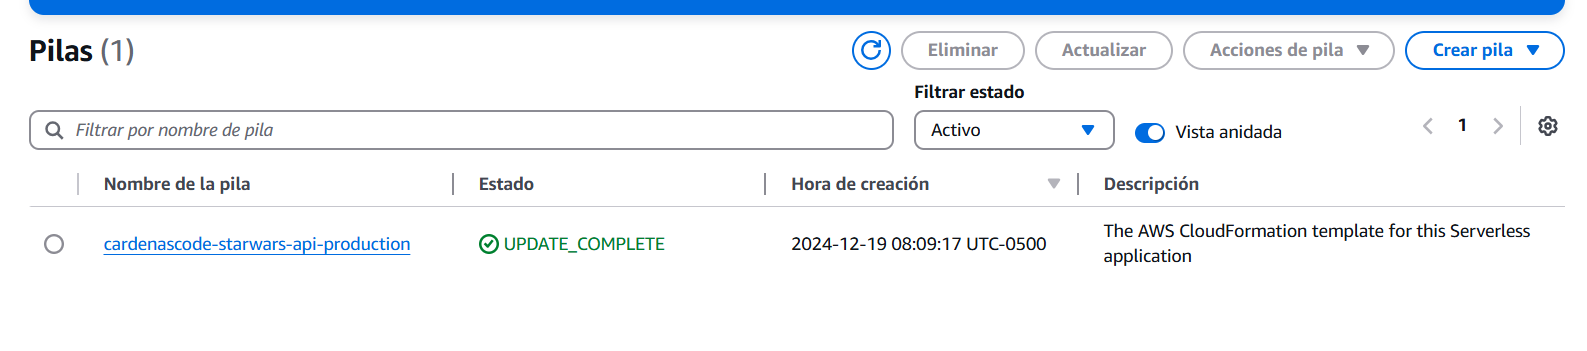 Pilas (1)
Eliminar
Actualizar
Acciones de pila
Crear pila
Filtrar estado
Filtrar por nombre de pila
Activo
Vista anidada
1
Nombre de la pila
Estado
Hora de creación
Descripción
cardenascode-starwars-api-production
UPDATE_COMPLETE
2024-12-19 08:09:17 UTC-0500
The AWS CloudFormation template for this Serverless
application